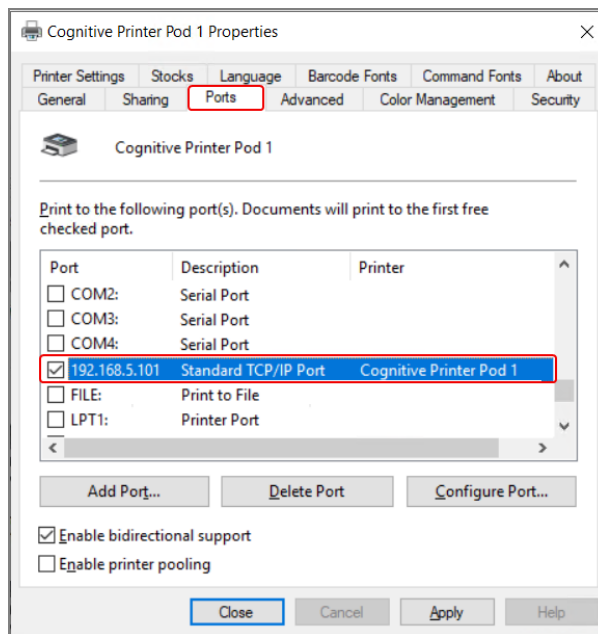 Cognitive Printer Pod 1 Properties
Printer Settings Stocks Language Barcode Fonts Command Fonts About
General Sharing Ports Advanced Color Management Security
Cognitive Printer Pod 1
Print to the following port(s). Documents will print to the first free
checked port.
Port Description Printer
COM2: Serial Port
COM3: Serial Port
COM4: Serial Port
192.168.5.101 Standard TCP/IP Port Cognitive Printer Pod 1
FILE: Print to File
LPT1: Printer Port
Add Port... Delete Port Configure Port...
Enable bidirectional support
Enable printer pooling
Close Cancel Apply Help